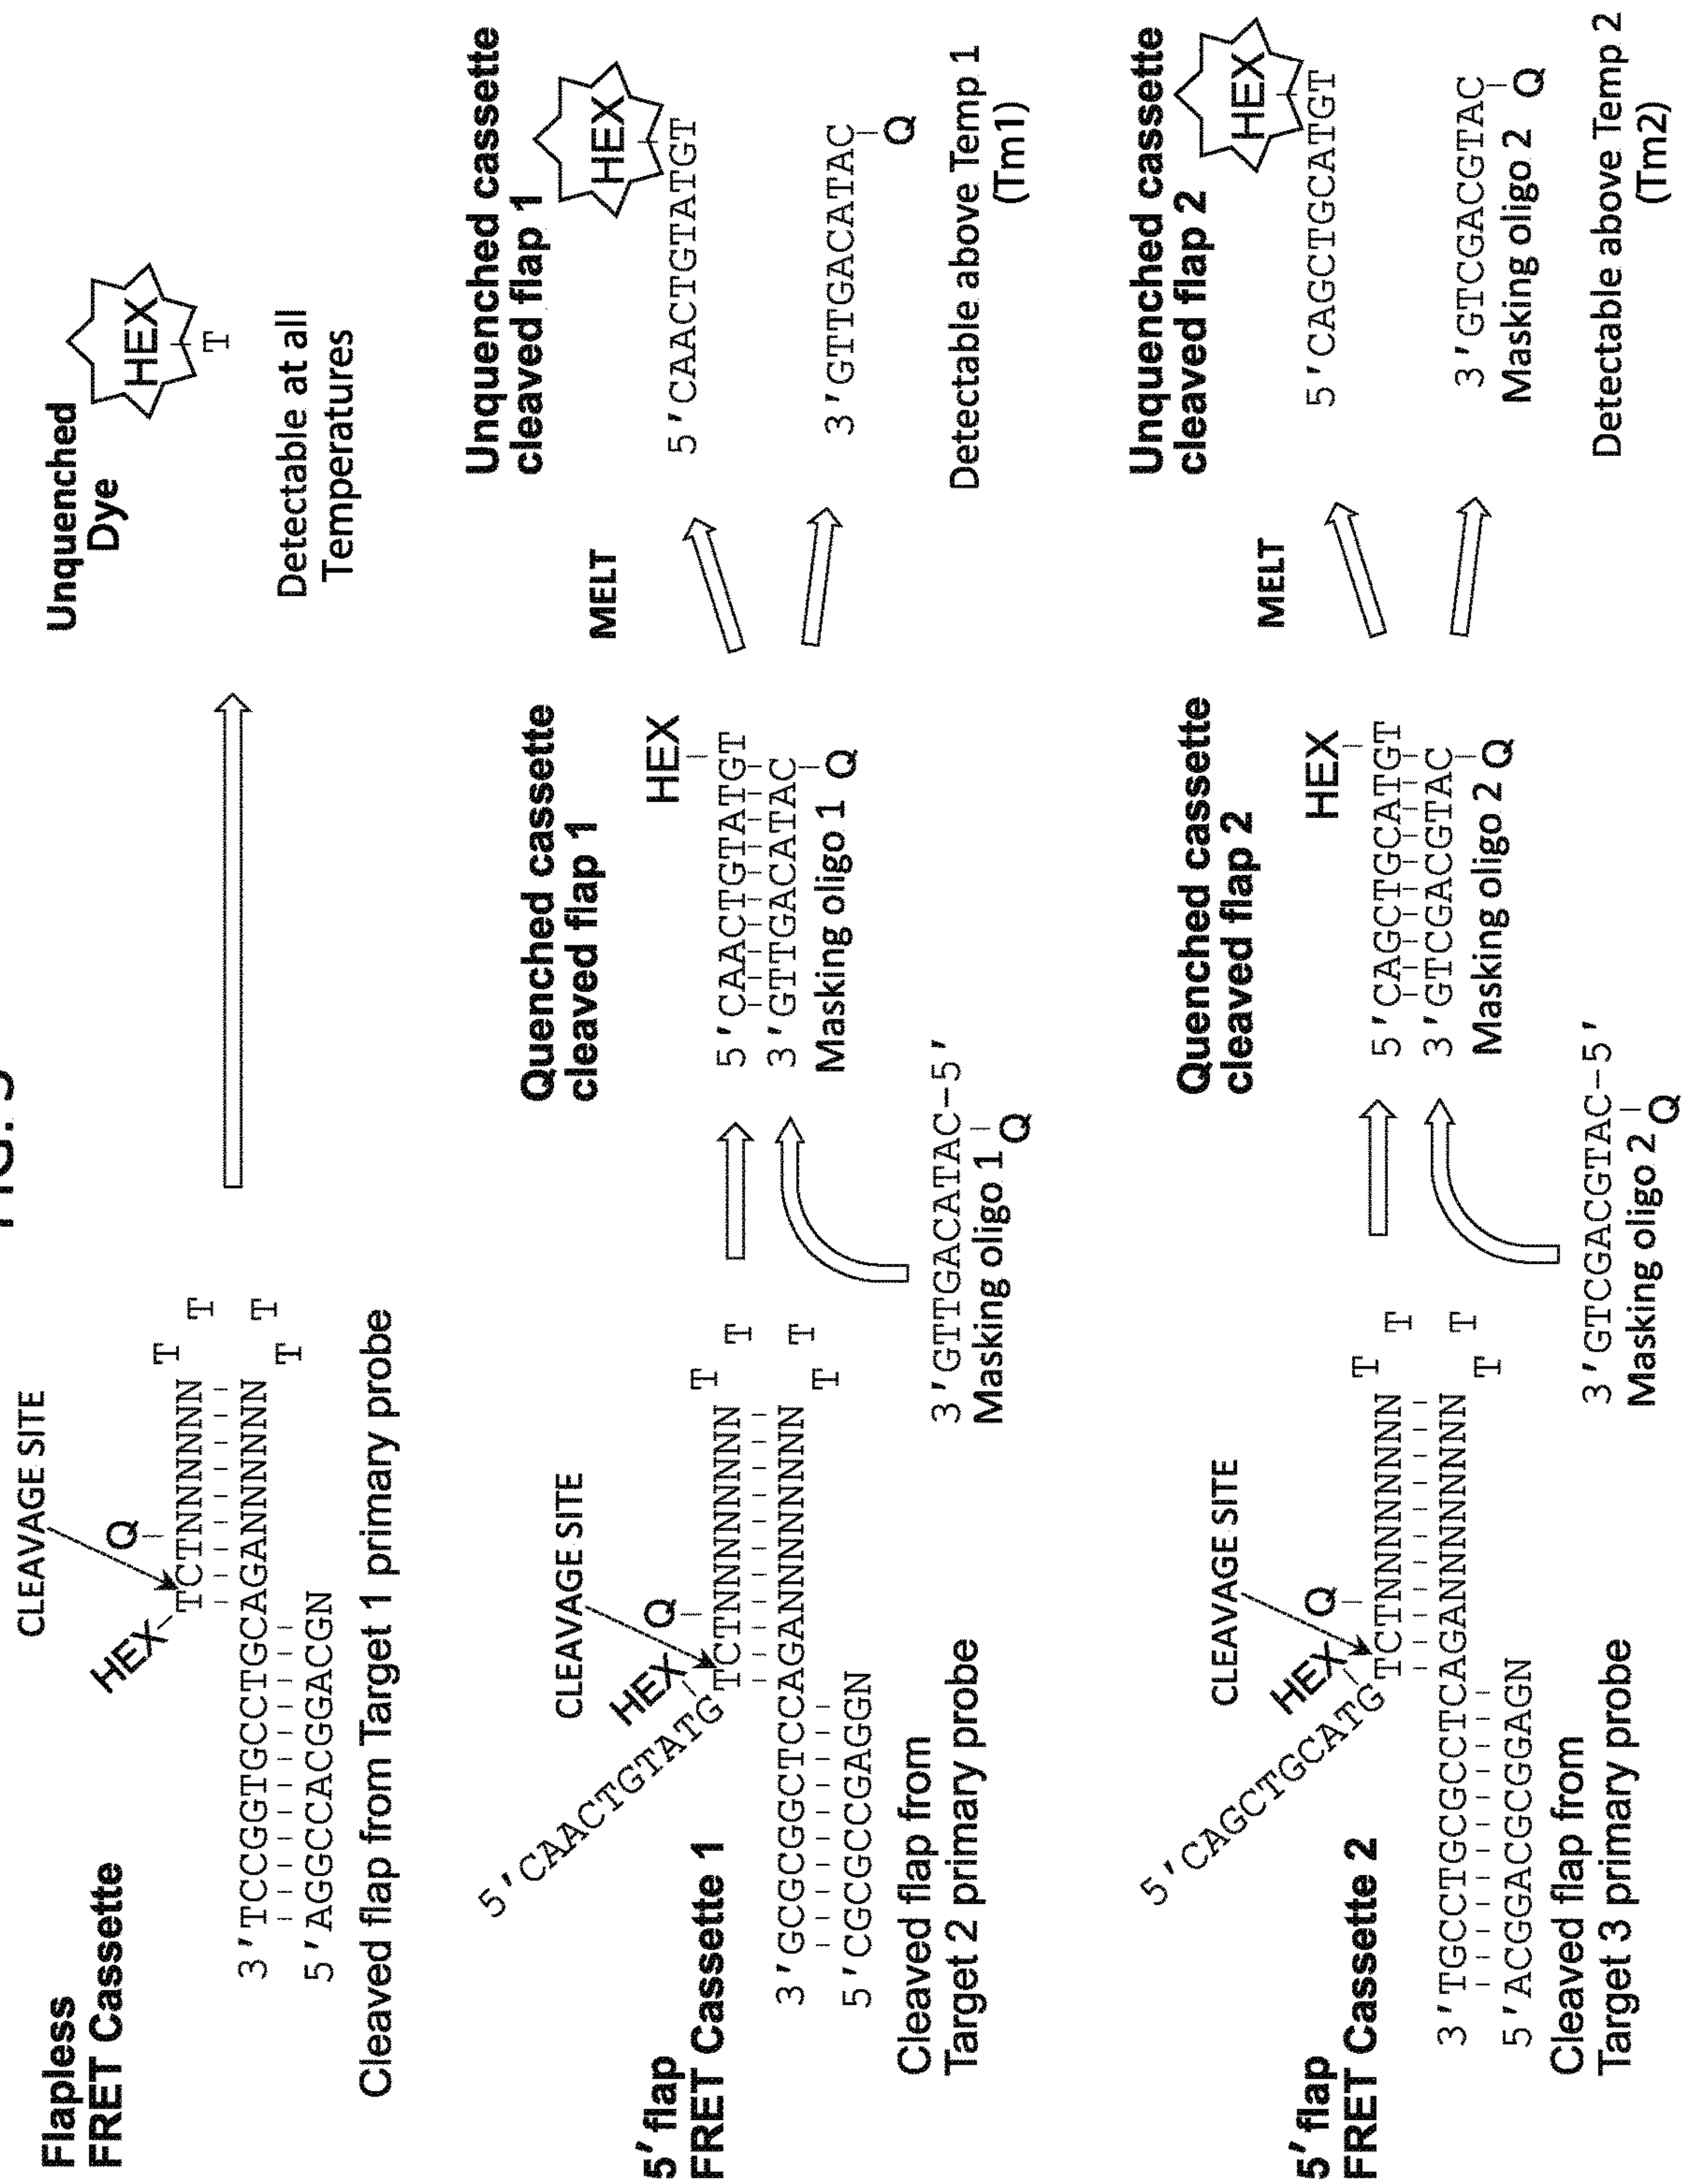 FIG. 5
Flapless
FRET Cassette
CLEAVAGE SITE
HEX
Q
TCTNNNNNN
T
T
T
T
3'TCCGGTGCCTGCAGANNNNNN
5'AGGCCACGGACGN
Cleaved flap from Target 1 primary probe
Unquenched
Dye
HEX
T
Detectable at all
Temperatures
5'flap
FRET Cassette 1
5'CAACTGTATG
HEX
CLEAVAGE SITE
Q
TCTNNNNNNNN
T
T
T
T
3'GCGCGGCTCCAGANNNNNNNN
5'CGCGCCGAGGN
Cleaved flap from
Target 2 primary probe
3'GTTGACATAC–5'
Masking oligo 1
Q
Quenched cassette
cleaved flap 1
HEX
5'CAACTGTATGT
3'GTTGACATAC
Masking oligo 1
Q
MELT
Unquenched cassette
cleaved flap 1
HEX
5'CAACTGTATGT
3'GTTGACATAC
Q
Detectable above Temp 1
(Tm1)
5'flap
FRET Cassette 2
5'CAGCTGCATG
HEX
CLEAVAGE SITE
Q
TCTNNNNNNNN
T
T
T
T
3'TGCCTGCGCCTCAGANNNNNNNN
5'ACGGACGCGGAGN
Cleaved flap from
Target 3 primary probe
3'GTCGACGTAC–5'
Masking oligo 2
Q
Quenched cassette
cleaved flap 2
HEX
5'CAGCTGCATGT
3'GTCGACGTAC
Masking oligo 2
Q
MELT
Unquenched cassette
cleaved flap 2
HEX
5'CAGCTGCATGT
3'GTCGACGTAC
Masking oligo 2
Q
Detectable above Temp 2
(Tm2)